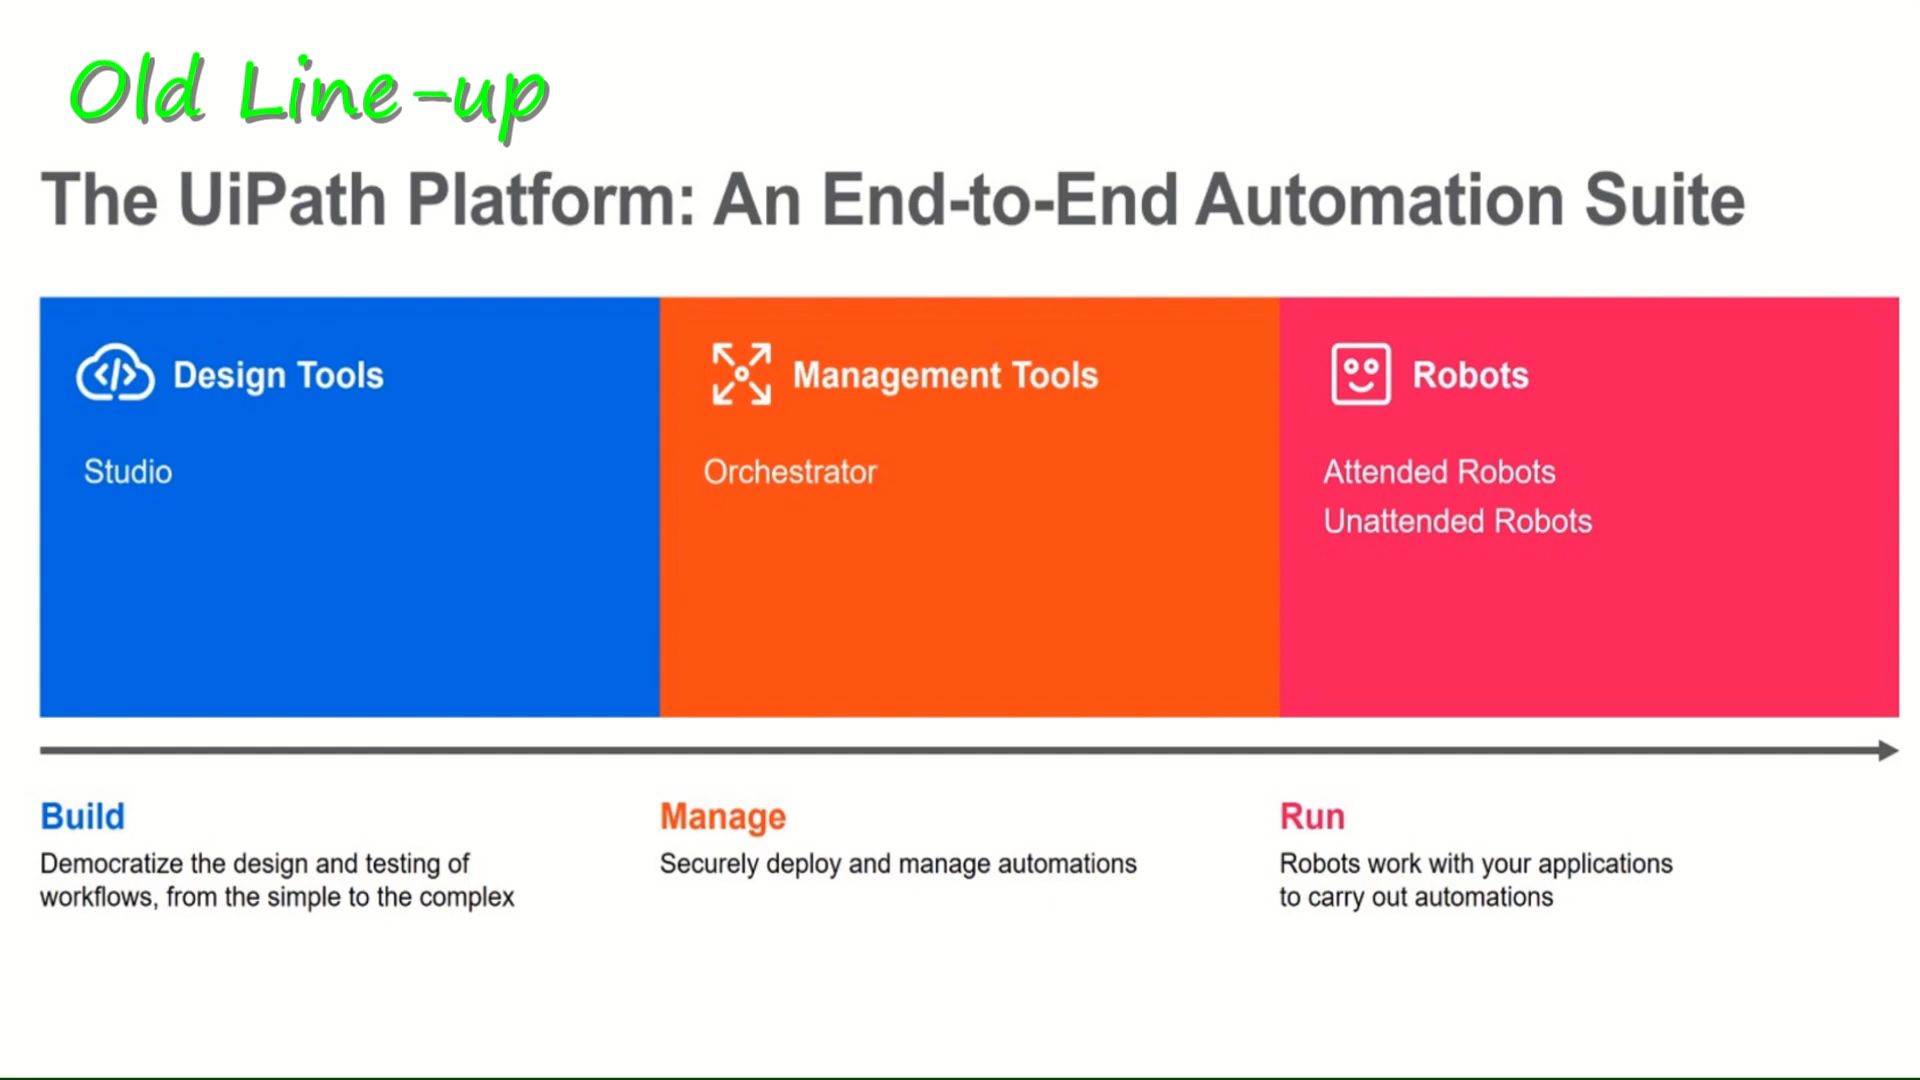 Old Line-up
The UiPath Platform: An End-to-End Automation Suite
Design Tools
Studio
Management Tools
Orchestrator
Robots
Attended Robots
Unattended Robots
Build
Democratize the design and testing of
workflows, from the simple to the complex
Manage
Securely deploy and manage automations
Run
Robots work with your applications
to carry out automations